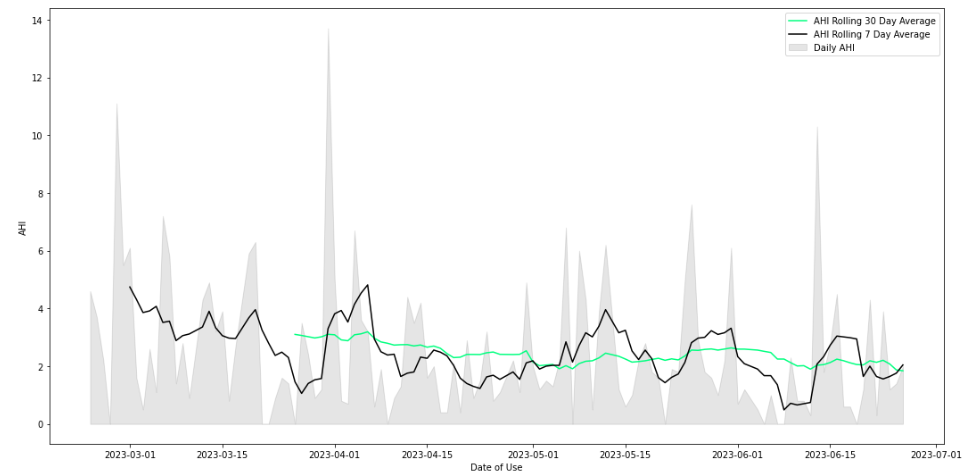 AHI Rolling 30 Day Average
AHI Rolling 7 Day Average
Daily AHI
14
12
10
8
6
4
2
0
AHI
2023-03-01 2023-03-15 2023-04-01 2023-04-15 2023-05-01 2023-05-15 2023-06-01 2023-06-15 2023-07-01
Date of Use